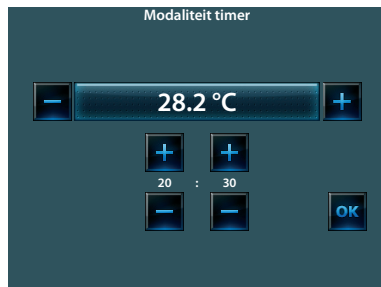 Modaliteit timer
− 28.2 °C +
+ +
20 : 30
− − OK